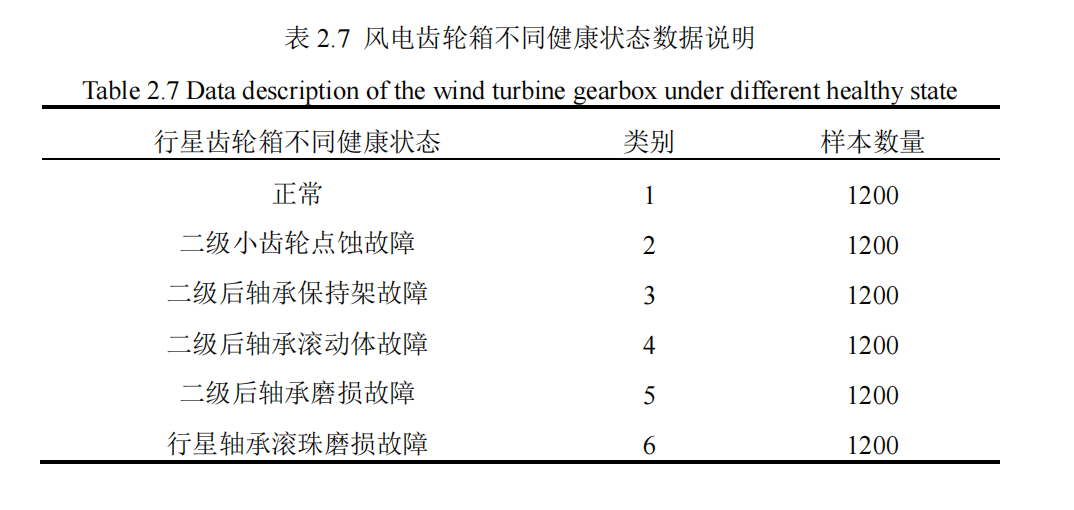 表 2.7 风电齿轮箱不同健康状态数据说明
Table 2.7 Data description of the wind turbine gearbox under different healthy state
行星齿轮箱不同健康状态 类别 样本数量
正常 1 1200
二级小齿轮点蚀故障 2 1200
二级后轴承保持架故障 3 1200
二级后轴承滚动体故障 4 1200
二级后轴承磨损故障 5 1200
行星轴承滚珠磨损故障 6 1200